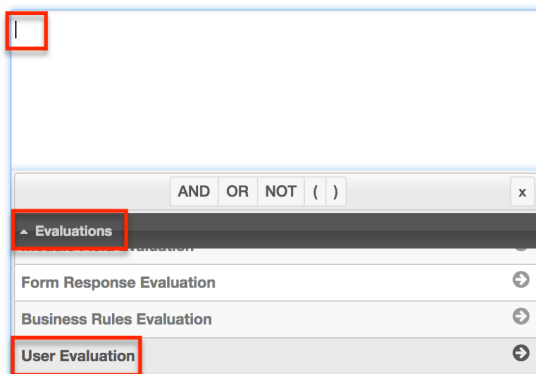 AND OR NOT ( ) x
Evaluations
Form Response Evaluation
Business Rules Evaluation
User Evaluation